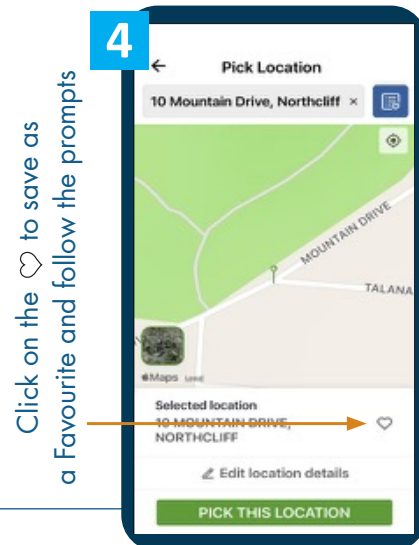 4
Click on the ♡ to save as
a Favourite and follow the prompts
Pick Location
10 Mountain Drive, Northcliff ×
MOUNTAIN DRIVE
TALANA
Maps Legal
Selected location
10 MOUNTAIN DRIVE,
NORTHCLIFF
Edit location details
PICK THIS LOCATION